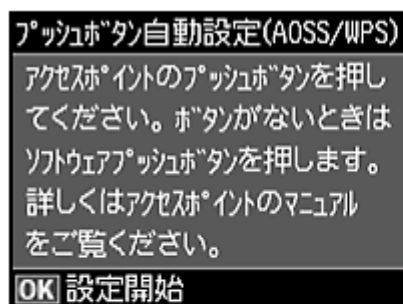 プッシュボタン自動設定(AOSS/WPS)
アクセスポイントのプッシュボタンを押し
てください。ボタンがないときは
ソフトウェアプッシュボタンを押します。
詳しくはアクセスポイントのマニュアル
をご覧ください。
OK 設定開始